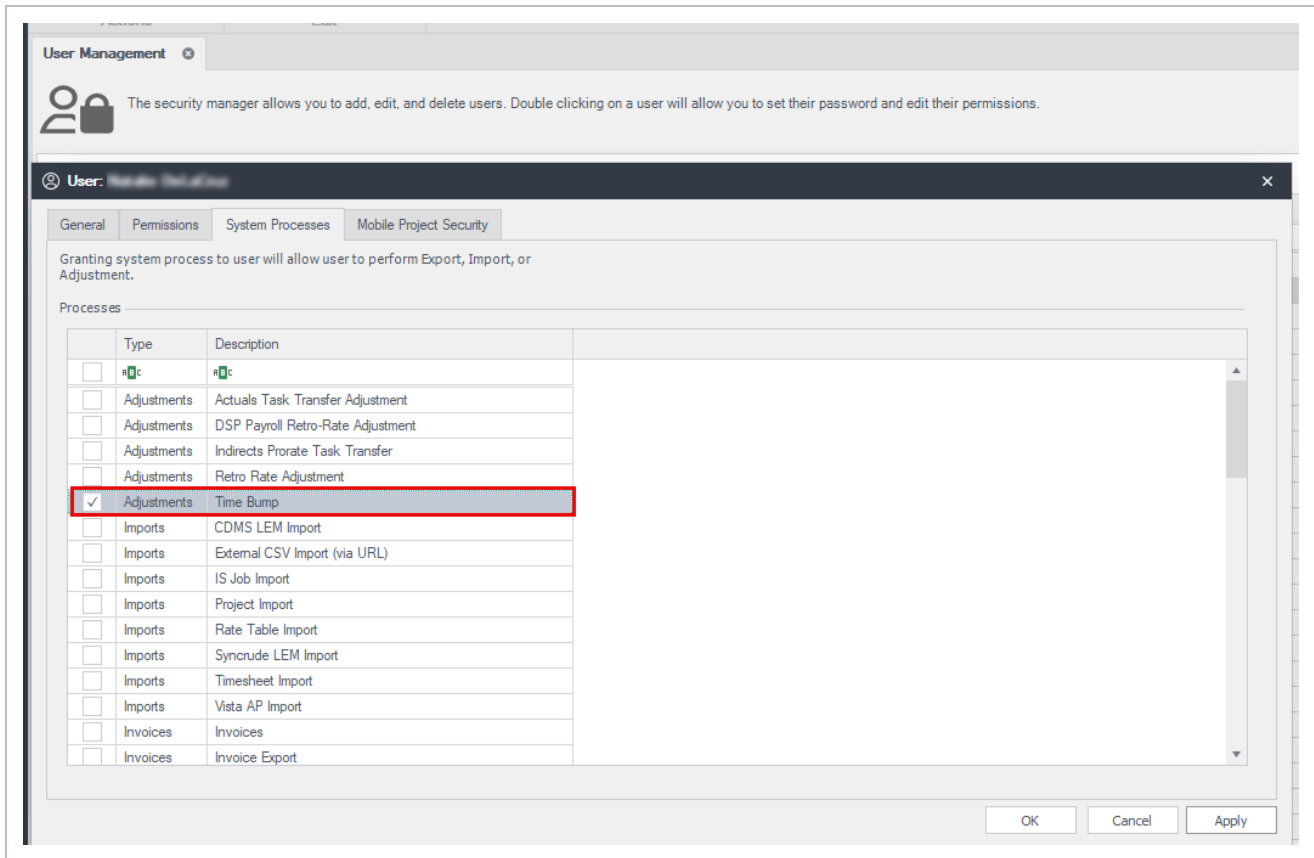 User Management
The security manager allows you to add, edit, and delete users. Double clicking on a user will allow you to set their password and edit their permissions.
User:
General Permissions System Processes Mobile Project Security
Granting system process to user will allow user to perform Export, Import, or
Adjustment.
Processes
Type Description
ABC ABC
Adjustments Actuals Task Transfer Adjustment
Adjustments DSP Payroll Retro-Rate Adjustment
Adjustments Indirects Prorate Task Transfer
Adjustments Retro Rate Adjustment
Adjustments Time Bump
Imports CDMS LEM Import
Imports External CSV Import (via URL)
Imports IS Job Import
Imports Project Import
Imports Rate Table Import
Imports Syncrude LEM Import
Imports Timesheet Import
Imports Vista AP Import
Invoices Invoices
Invoices Invoice Export
OK Cancel Apply